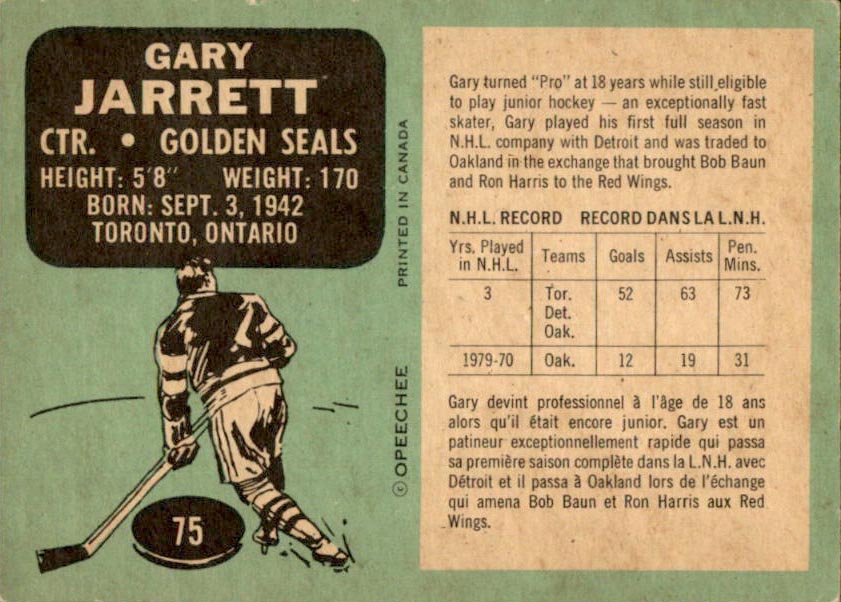 GARY
JARRETT
CTR. • GOLDEN SEALS
HEIGHT: 5'8" WEIGHT: 170
BORN: SEPT. 3, 1942
TORONTO, ONTARIO
75
PRINTED IN CANADA
© OPEECHEE
Gary turned "Pro" at 18 years while still eligible
to play junior hockey — an exceptionally fast
skater, Gary played his first full season in
N.H.L. company with Detroit and was traded to
Oakland in the exchange that brought Bob Baun
and Ron Harris to the Red Wings.
N.H.L. RECORD RECORD DANS LA L.N.H.
Yrs. Played in N.H.L. Teams Goals Assists Pen. Mins.
3 Tor. 52 63 73
Det.
Oak.
1979-70 Oak. 12 19 31
Gary devint professionnel à l'âge de 18 ans
alors qu'il était encore junior. Gary est un
patineur exceptionnellement rapide qui passa
sa première saison complète dans la L.N.H. avec
Détroit et il passa à Oakland lors de l'échange
qui amena Bob Baun et Ron Harris aux Red
Wings.